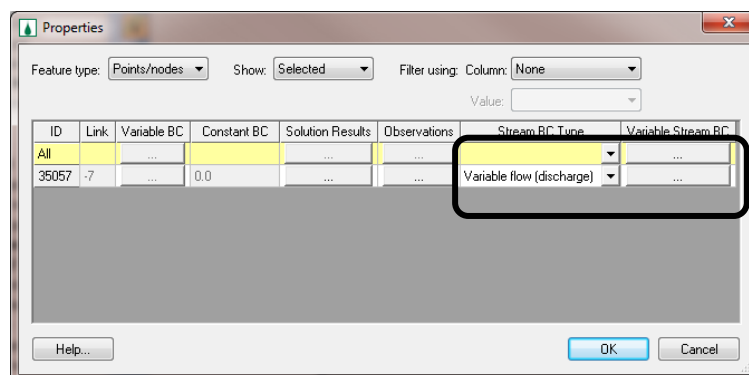 Properties
Feature type: Points/nodes Show: Selected Filter using: Column: None
Value:
ID Link Variable BC Constant BC Solution Results Observations Stream BC Type Variable Stream BC
All ... ... ... ...
35057 -7 ... 0.0 ... ... Variable flow (discharge) ...
Help... OK Cancel